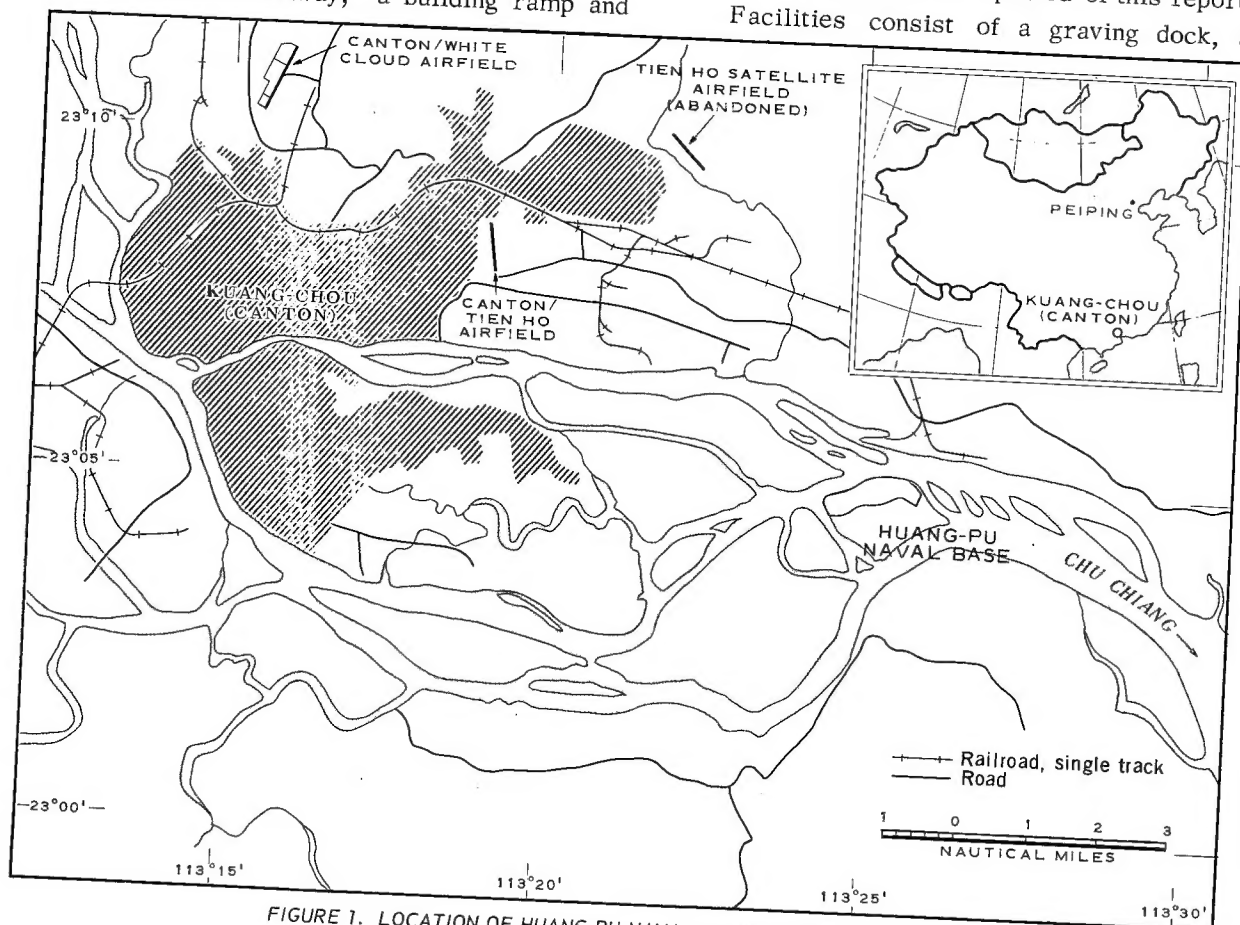 a building ramp and
of this report
Facilities consist of a graving dock,
CANTON/WHITE
CLOUD AIRFIELD
TIEN HO SATELLITE
AIRFIELD
(ABANDONED)
23°10'
PEIPING
KUANG-CHOU
(CANTON)
KUANG-CHOU
(CANTON)
CANTON/
TIEN HO
AIRFIELD
23°05'
HUANG-PU
NAVAL BASE
CHU CHIANG
Railroad, single track
Road
23°00'
1 0 1 2 3
NAUTICAL MILES
113°15'
113°20'
113°25'
113°30'
FIGURE 1. LOCATION OF HUANG-PU